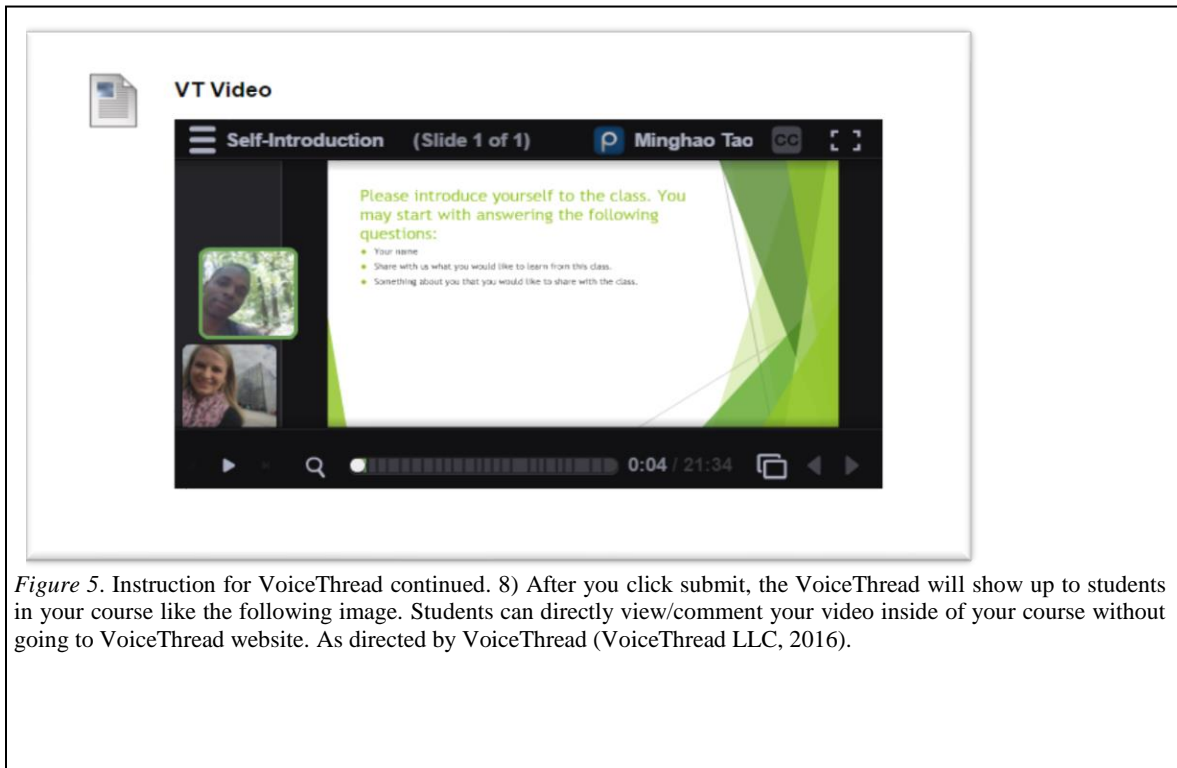 VT Video
Self-Introduction (Slide 1 of 1) Minghao Tao CC
Please introduce yourself to the class. You
may start with answering the following
questions:
Your name
Share with us what you would like to learn from this class.
Something about you that you would like to share with the class.
0:04 / 21:34
Figure 5. Instruction for VoiceThread continued. 8) After you click submit, the VoiceThread will show up to students
in your course like the following image. Students can directly view/comment your video inside of your course without
going to VoiceThread website. As directed by VoiceThread (VoiceThread LLC, 2016).